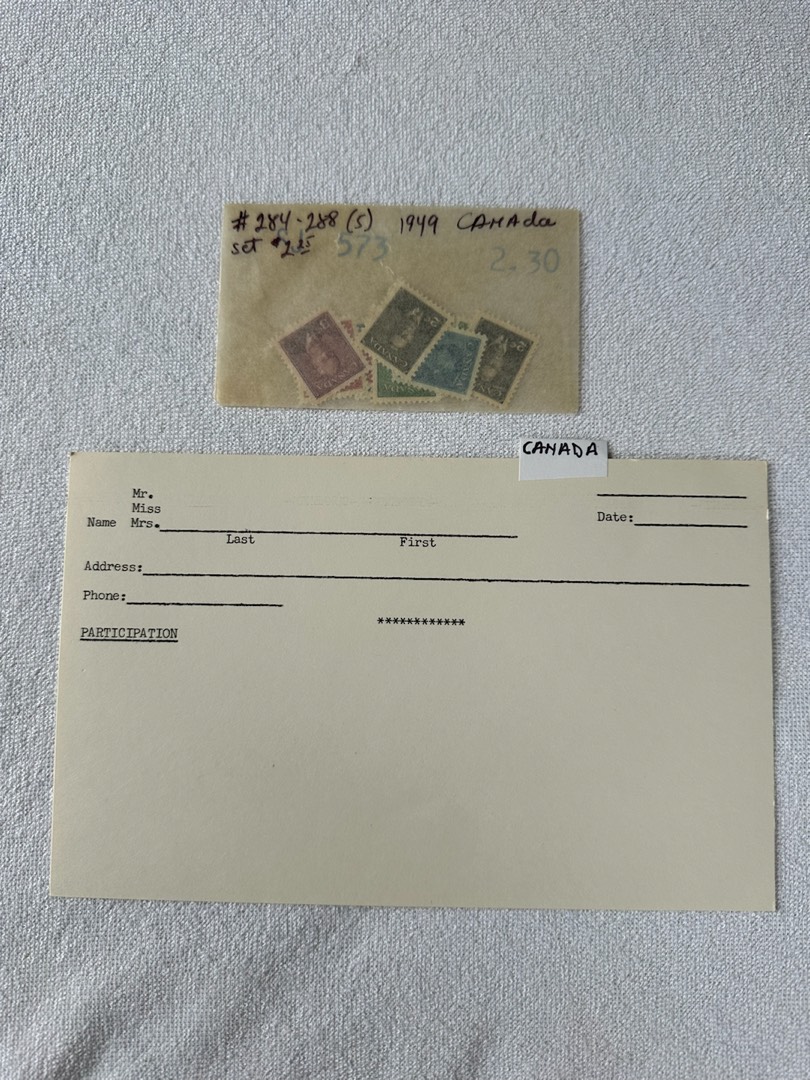 # 284-288 (5) 1949 CANADA
set $2.25 573 2.30
CANADA
Mr.
Miss
Name Mrs.
Last First
Date:
Address:
Phone:
************
PARTICIPATION